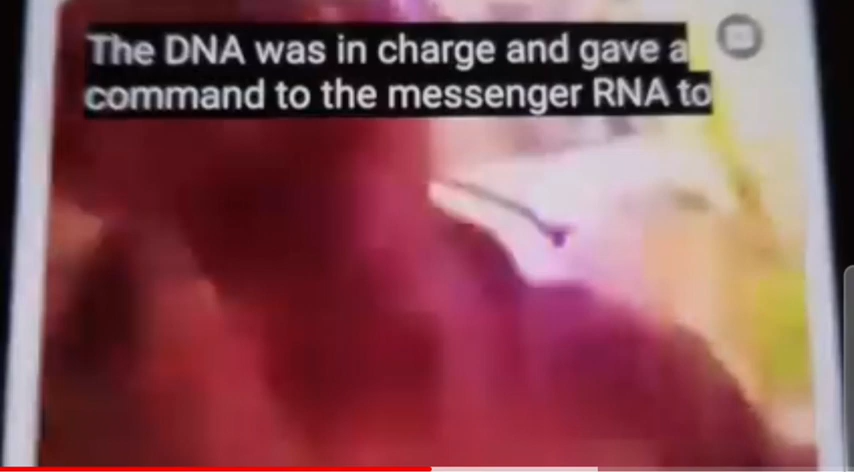 The DNA was in charge and gave a
command to the messenger RNA to